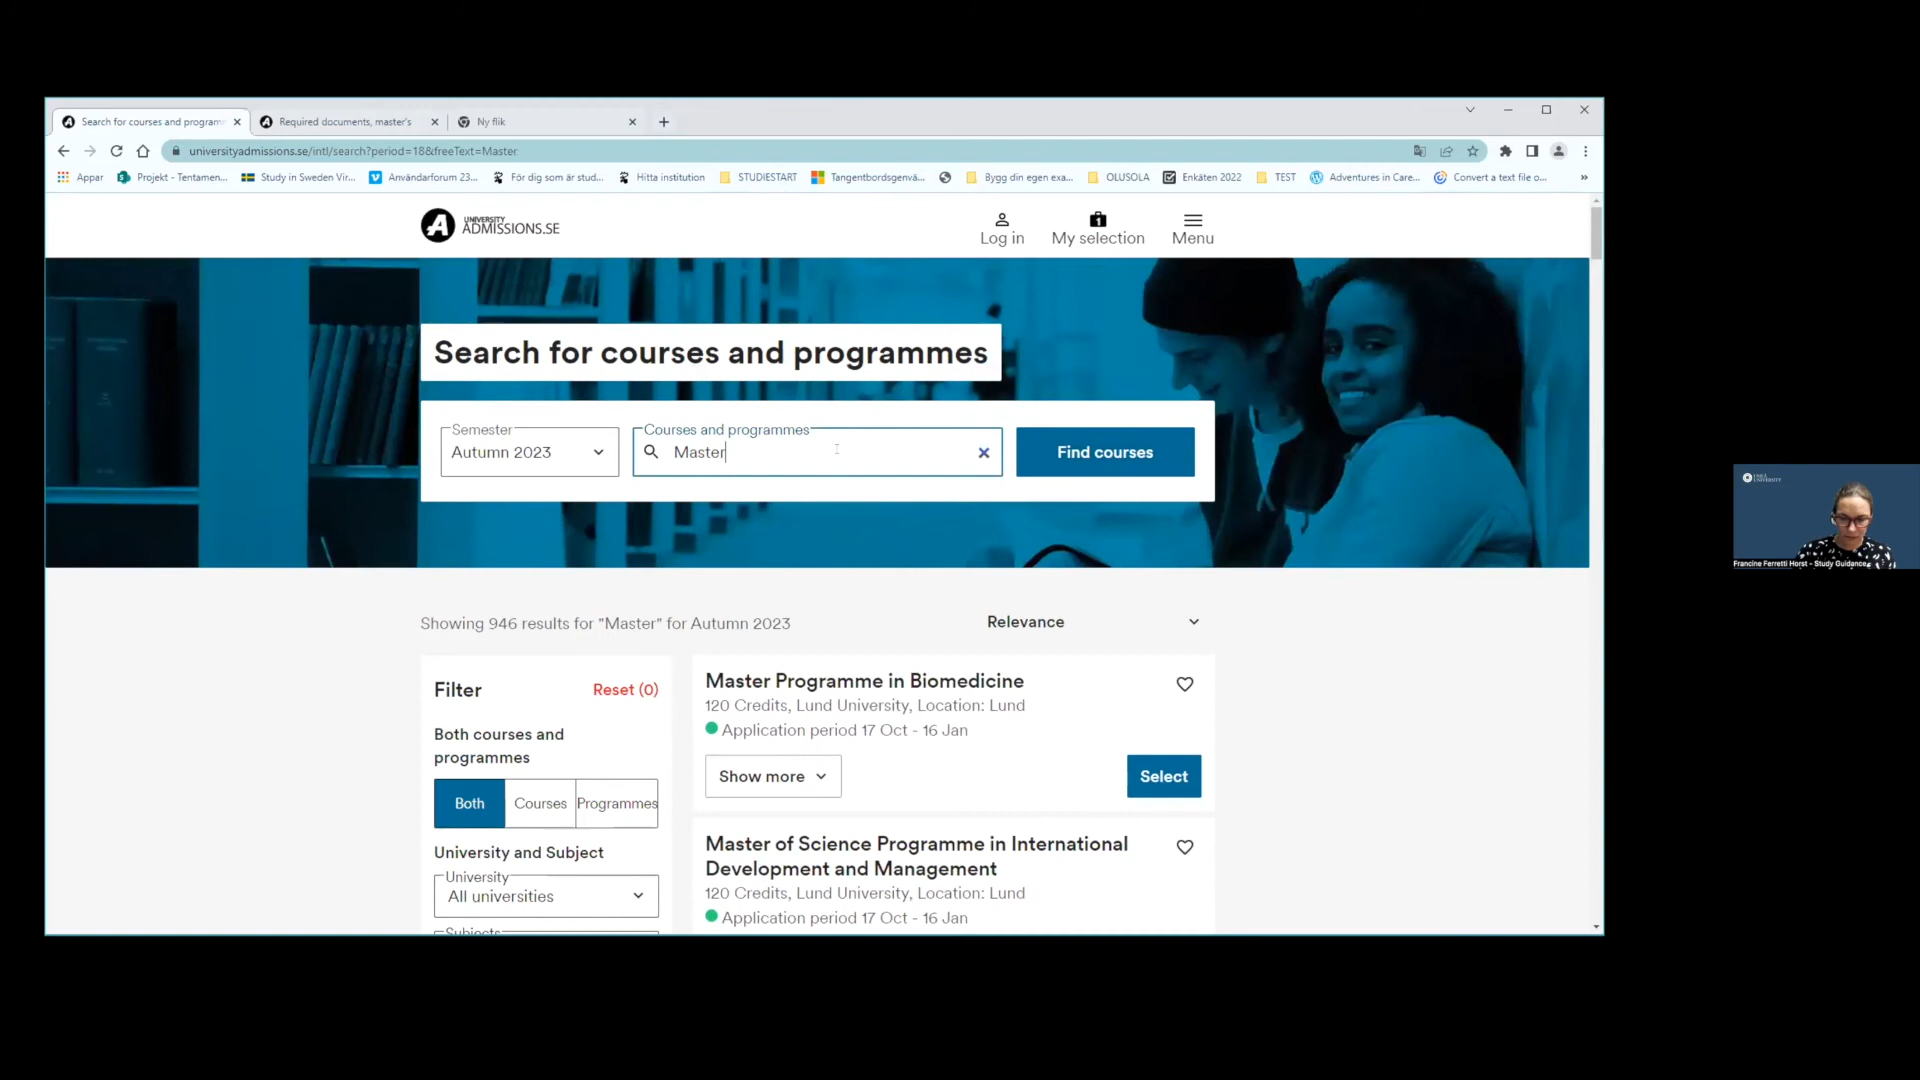 Search for courses and program
Required documents, master's
Ny flik
universityadmissions.se/intl/search?period=18&freeText=Master
Appar
Projekt - Tentamen...
Study in Sweden Vir...
Användarforum 23...
För dig som är stud...
Hitta institution
STUDIESTART
Tangentbordsgenvä...
Bygg din egen exa...
OLUSOLA
Enkäten 2022
TEST
Adventures in Care...
Convert a text file o...
»
UNIVERSITY
ADMISSIONS.SE
Log in
1
My selection
Menu
Search for courses and programmes
Semester
Autumn 2023
Courses and programmes
Master
Find courses
Showing 946 results for "Master" for Autumn 2023
Relevance
Filter
Reset (0)
Both courses and
programmes
Both
Courses
Programmes
University and Subject
University
All universities
Subjects
Master Programme in Biomedicine
120 Credits, Lund University, Location: Lund
Application period 17 Oct - 16 Jan
Show more
Select
Master of Science Programme in International
Development and Management
120 Credits, Lund University, Location: Lund
Application period 17 Oct - 16 Jan
UNIVERSITY
Francine Ferretti Horst - Study Guidance